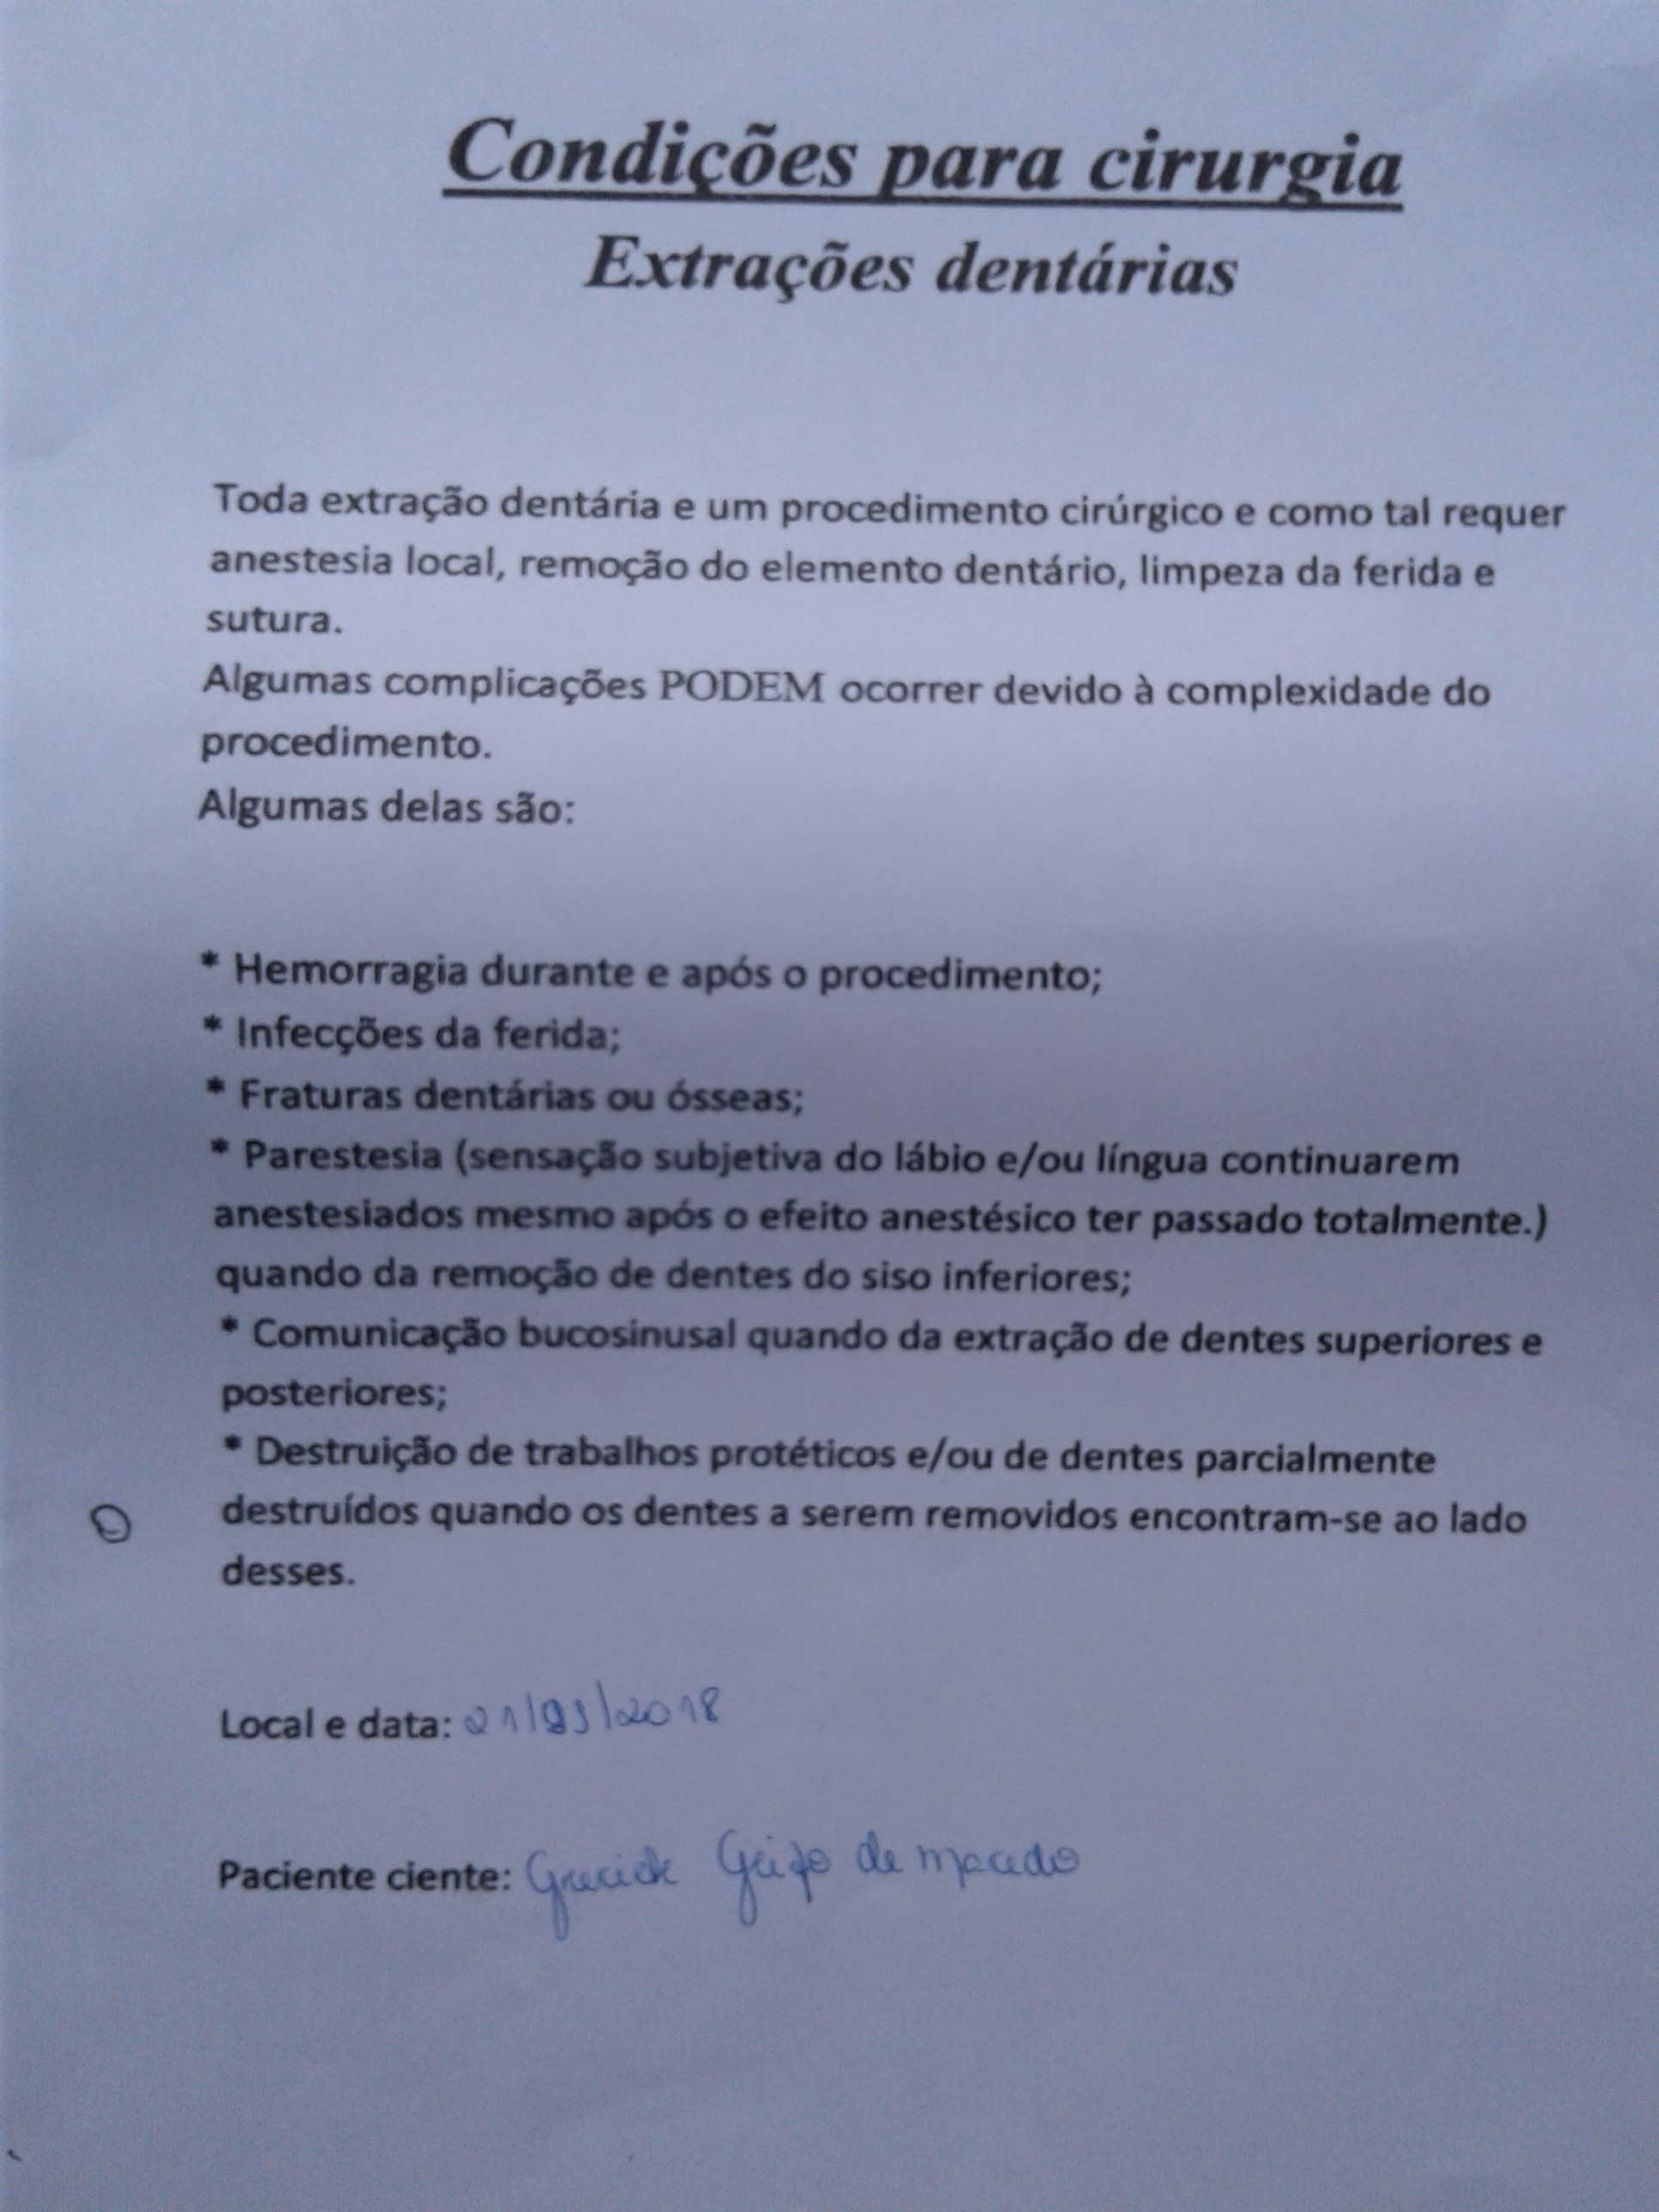 Condições para cirurgia
Extrações dentárias
Toda extração dentária e um procedimento cirúrgico e como tal requer
anestesia local, remoção do elemento dentário, limpeza da ferida e
sutura.
Algumas complicações PODEM ocorrer devido à complexidade do
procedimento.
Algumas delas são:
* Hemorragia durante e após o procedimento;
* Infecções da ferida;
* Fraturas dentárias ou ósseas;
* Parestesia (sensação subjetiva do lábio e/ou língua continuarem
anestesiados mesmo após o efeito anestésico ter passado totalmente.)
quando da remoção de dentes do siso inferiores;
* Comunicação bucosinusal quando da extração de dentes superiores e
posteriores;
* Destruição de trabalhos protéticos e/ou de dentes parcialmente
destruídos quando os dentes a serem removidos encontram-se ao lado
desses.
Local e data:
Paciente ciente: de macedo